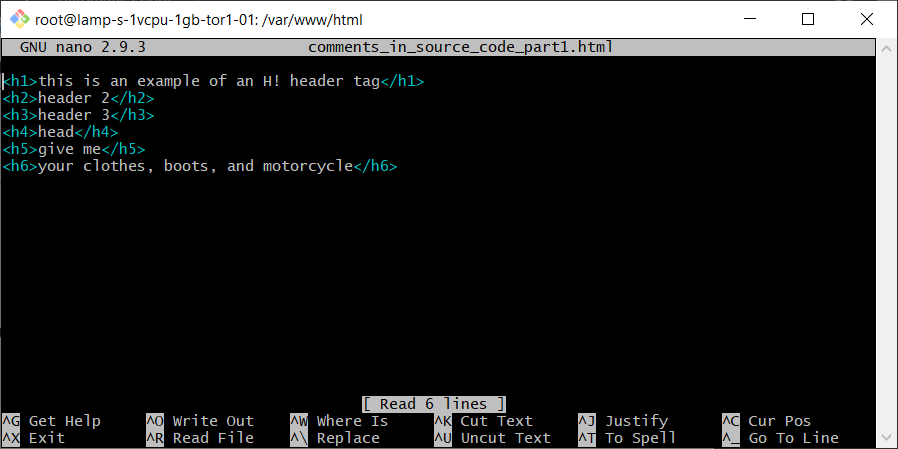 root@lamp-s-1vcpu-1gb-tor1-01: /var/www/html
GNU nano 2.9.3 comments_in_source_code_part1.html
<h1>this is an example of an H! header tag</h1>
<h2>header 2</h2>
<h3>header 3</h3>
<h4>head</h4>
<h5>give me</h5>
<h6>your clothes, boots, and motorcycle</h6>
[ Read 6 lines ]
^G Get Help ^O Write Out ^W Where Is ^K Cut Text ^J Justify ^C Cur Pos
^X Exit ^R Read File ^\ Replace ^U Uncut Text ^T To Spell ^_ Go To Line